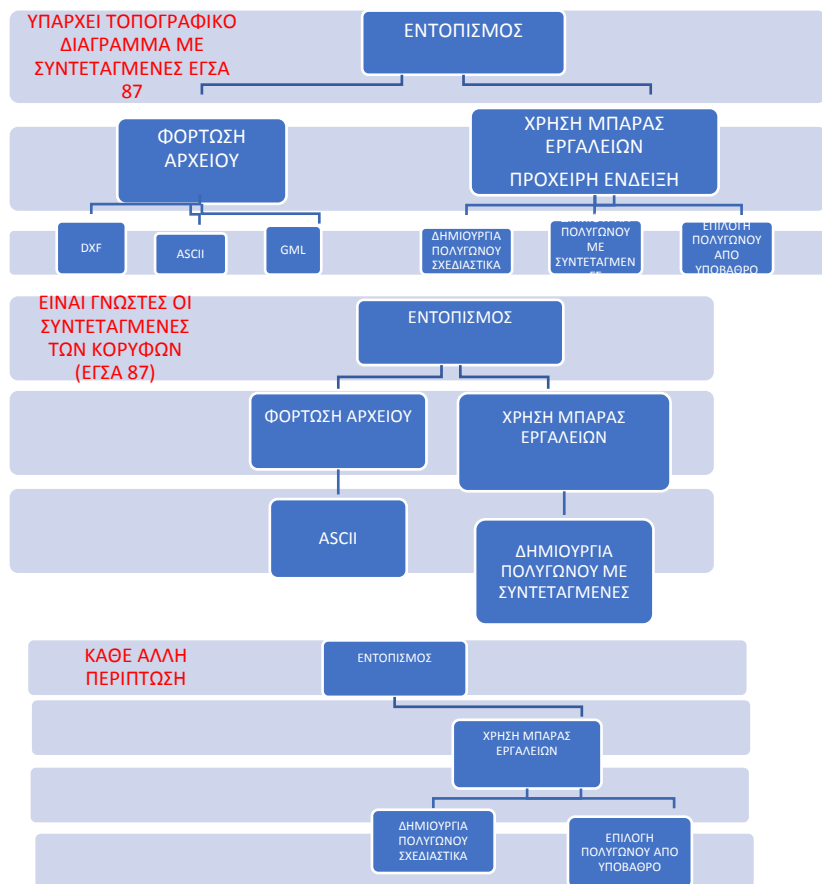 ΥΠΑΡΧΕΙ ΤΟΠΟΓΡΑΦΙΚΟ
ΔΙΑΓΡΑΜΜΑ ΜΕ
ΣΥΝΤΕΤΑΓΜΕΝΕΣ ΕΓΣΑ
87
ΕΝΤΟΠΙΣΜΟΣ
ΦΟΡΤΩΣΗ
ΑΡΧΕΙΟΥ
ΧΡΗΣΗ ΜΠΑΡΑΣ
ΕΡΓΑΛΕΙΩΝ
ΠΡΟΧΕΙΡΗ ΕΝΔΕΙΞΗ
DXF
ASCII
GML
ΔΗΜΙΟΥΡΓΙΑ
ΠΟΛΥΓΩΝΟΥ
ΣΧΕΔΙΑΣΤΙΚΑ
ΠΟΛΥΓΩΝΟΥ
ΜΕ
ΣΥΝΤΕΤΑΓΜΕΝ
ΕΠΙΛΟΓΗ
ΠΟΛΥΓΩΝΟΥ
ΑΠΟ
ΥΠΟΒΑΘΡΟ
ΕΙΝΑΙ ΓΝΩΣΤΕΣ ΟΙ
ΣΥΝΤΕΤΑΓΜΕΝΕΣ
ΤΩΝ ΚΟΡΥΦΩΝ
(ΕΓΣΑ 87)
ΕΝΤΟΠΙΣΜΟΣ
ΦΟΡΤΩΣΗ ΑΡΧΕΙΟΥ
ΧΡΗΣΗ ΜΠΑΡΑΣ
ΕΡΓΑΛΕΙΩΝ
ASCII
ΔΗΜΙΟΥΡΓΙΑ
ΠΟΛΥΓΩΝΟΥ ΜΕ
ΣΥΝΤΕΤΑΓΜΕΝΕΣ
ΚΑΘΕ ΑΛΛΗ
ΠΕΡΙΠΤΩΣΗ
ΕΝΤΟΠΙΣΜΟΣ
ΧΡΗΣΗ ΜΠΑΡΑΣ
ΕΡΓΑΛΕΙΩΝ
ΔΗΜΙΟΥΡΓΙΑ
ΠΟΛΥΓΩΝΟΥ
ΣΧΕΔΙΑΣΤΙΚΑ
ΕΠΙΛΟΓΗ
ΠΟΛΥΓΩΝΟΥ ΑΠΟ
ΥΠΟΒΑΘΡΟ